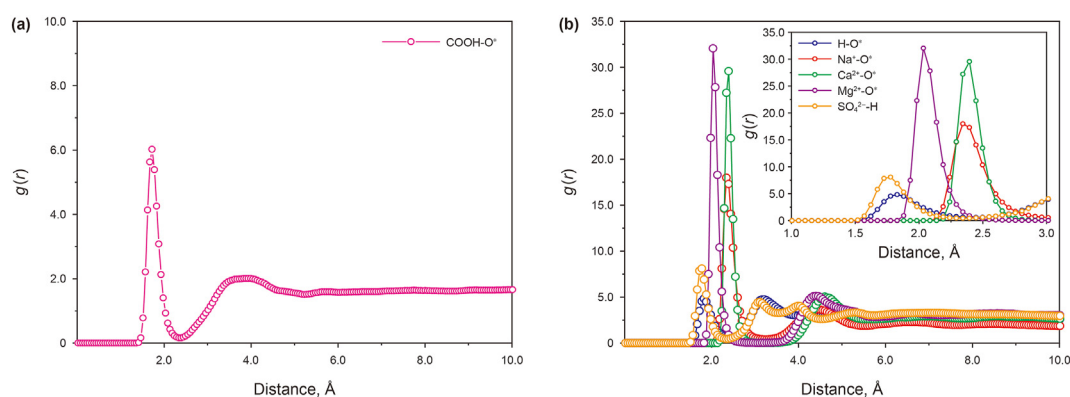 (a)
10.0
8.0
6.0
4.0
2.0
0
g(r)
COOH-O*
2.0
4.0
6.0
8.0
10.0
Distance, Å
(b)
35.0
30.0
25.0
20.0
15.0
10.0
5.0
0
g(r)
2.0
4.0
6.0
8.0
10.0
Distance, Å
35.0
30.0
25.0
20.0
15.0
10.0
5.0
0
g(r)
H-O*
Na⁺-O*
Ca²⁺-O*
Mg²⁺-O*
SO₄²⁻-H
1.0
1.5
2.0
2.5
3.0
Distance, Å